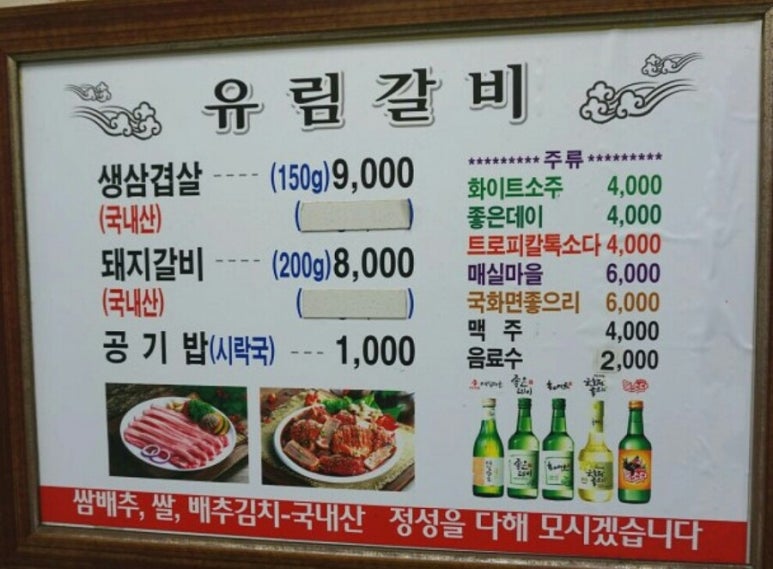 유림갈비
생삼겹살 ---- (150g) 9,000
(국내산) ( )
돼지갈비 ---- (200g) 8,000
(국내산) ( )
공기밥(시락국) --- 1,000
********* 주류 *********
화이트소주 4,000
좋은데이 4,000
트로피칼톡소다 4,000
매실마을 6,000
국화면좋으리 6,000
맥 주 4,000
음료수 2,000
좋은데이
쌈배추, 쌀, 배추김치-국내산 정성을 다해 모시겠습니다